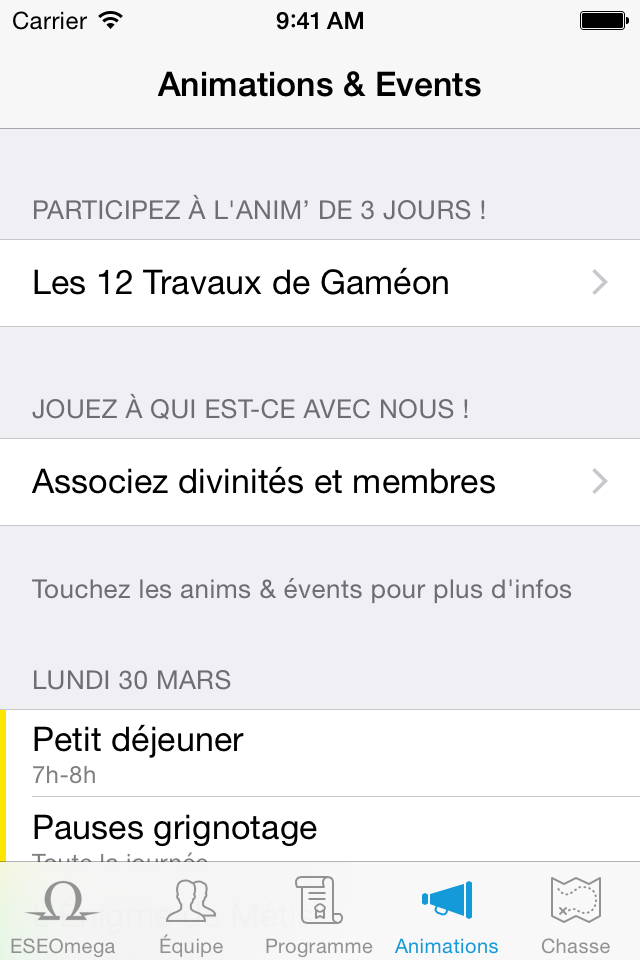 Carrier 9:41 AM
Animations & Events
PARTICIPEZ À L'ANIM’ DE 3 JOURS !
Les 12 Travaux de Gaméon
JOUEZ À QUI EST-CE AVEC NOUS !
Associez divinités et membres
Touchez les anims & évents pour plus d'infos
LUNDI 30 MARS
Petit déjeuner
7h-8h
Pauses grignotage
Toute la journée
ESEOmega Équipe Programme Animations Chasse